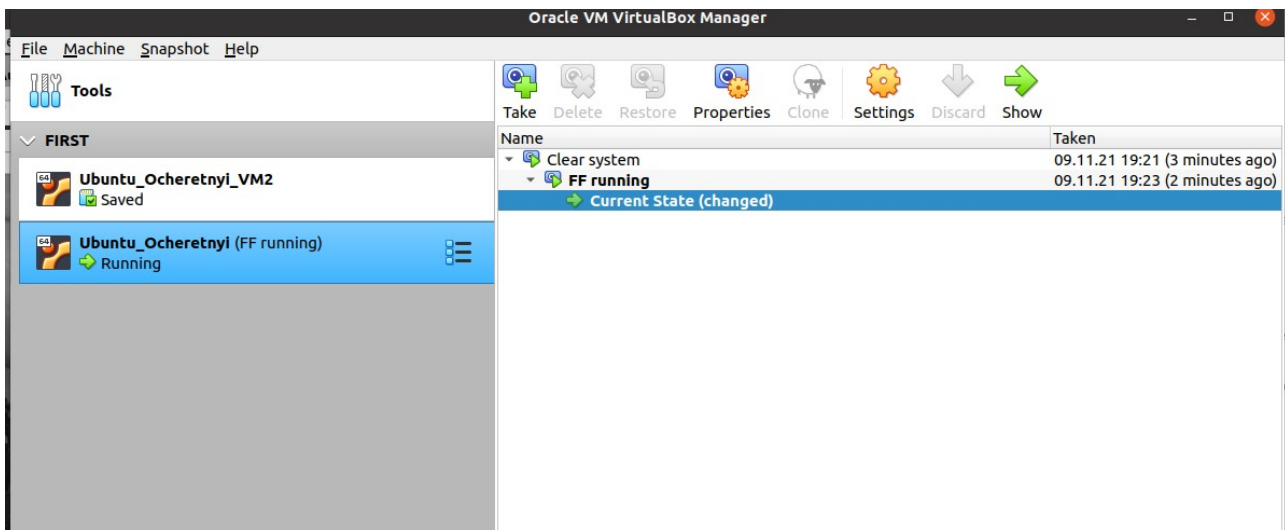 Oracle VM VirtualBox Manager
File Machine Snapshot Help
Tools
Take Delete Restore Properties Clone Settings Discard Show
FIRST
Name Taken
64 Ubuntu_Ocheretnyi_VM2
Saved
64 Ubuntu_Ocheretnyi (FF running)
Running
Clear system 09.11.21 19:21 (3 minutes ago)
FF running 09.11.21 19:23 (2 minutes ago)
Current State (changed)